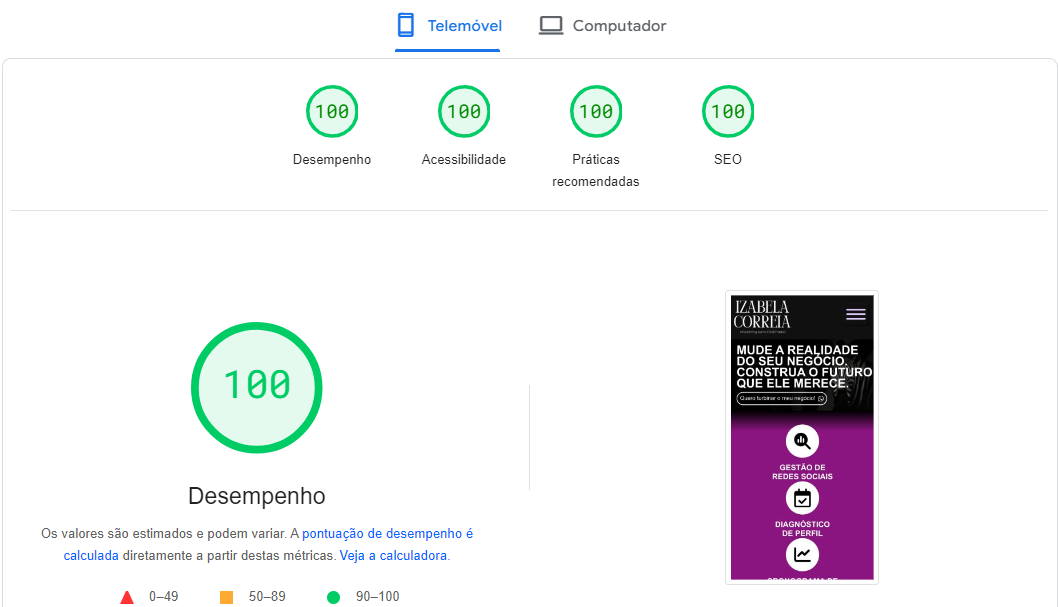 Telemóvel
Computador
100
100
100
100
Desempenho
Acessibilidade
Práticas
recomendadas
SEO
100
Desempenho
Os valores são estimados e podem variar. A pontuação de desempenho é
calculada diretamente a partir destas métricas. Veja a calculadora.
0–49
50–89
90–100
IZABELA
CORREIA
MUDE A REALIDADE
DO SEU NEGÓCIO.
CONSTRUA O FUTURO
QUE ELE MERECE.
Quero turbinar o meu negócio!
GESTÃO DE
REDES SOCIAIS
DIAGNÓSTICO
DE PERFIL
CRONOGRAMA DE